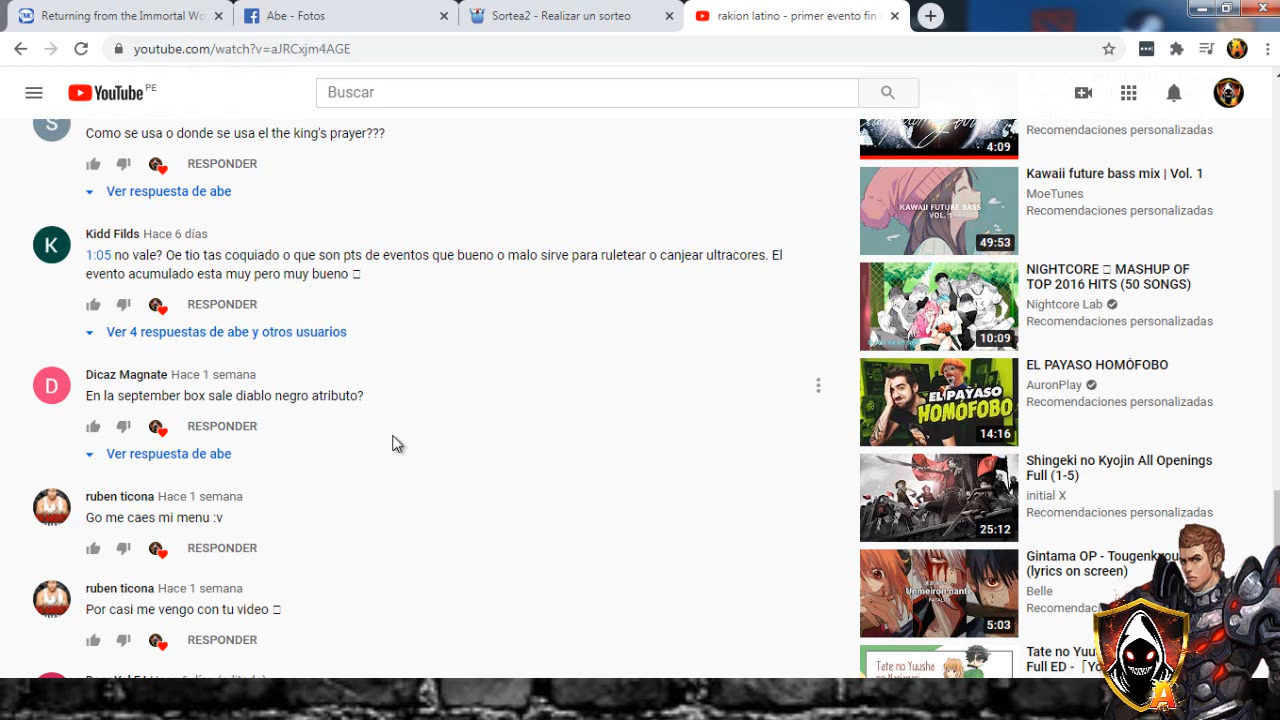 Returning from the Immortal Wo
Abe - Fotos
Sortea2 - Realizar un sorteo
rakion latino - primer evento fin
youtube.com/watch?v=aJRCxjm4AGE
YouTube PE
Buscar
S
Como se usa o donde se usa el the king's prayer???
RESPONDER
Ver respuesta de abe
K
Kidd Filds Hace 6 días
1:05 no vale? Oe tio tas coquiado o que son pts de eventos que bueno o malo sirve para ruletear o canjear ultracores. El
evento acumulado esta muy pero muy bueno
RESPONDER
Ver 4 respuestas de abe y otros usuarios
D
Dicaz Magnate Hace 1 semana
En la september box sale diablo negro atributo?
RESPONDER
Ver respuesta de abe
ruben ticona Hace 1 semana
Go me caes mi menu :v
RESPONDER
ruben ticona Hace 1 semana
Por casi me vengo con tu video
RESPONDER
4:09
Recomendaciones personalizadas
KAWAII FUTURE BASS
VOL. 1
49:53
Kawaii future bass mix | Vol. 1
MoeTunes
Recomendaciones personalizadas
10:09
NIGHTCORE MASHUP OF
TOP 2016 HITS (50 SONGS)
Nightcore Lab
Recomendaciones personalizadas
EL PAYASO
HOMÓFOBO
14:16
EL PAYASO HOMÓFOBO
AuronPlay
Recomendaciones personalizadas
25:12
Shingeki no Kyojin All Openings
Full (1-5)
initial X
Recomendaciones personalizadas
5:03
Gintama OP - Tougenkyou
(lyrics on screen)
Belle
Tate no Yuusha
Tate no Yuu
Full ED -
A